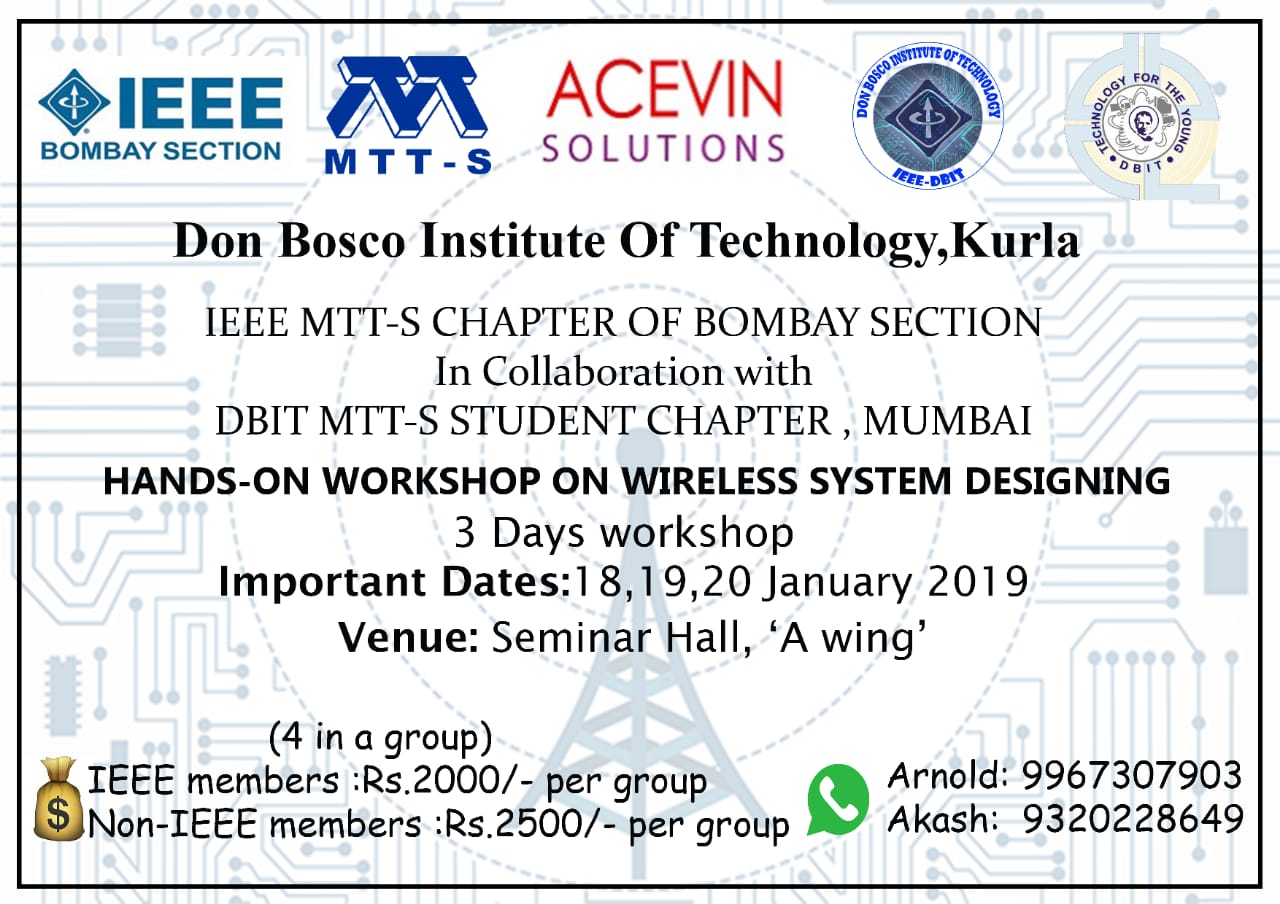 IEEE
BOMBAY SECTION
MTT-S
ACEVIN
SOLUTIONS
DON BOSCO INSTITUTE OF TECHNOLOGY
IEEE-DBIT
TECHNOLOGY FOR THE YOUNG
• DBIT •
Don Bosco Institute Of Technology,Kurla
IEEE MTT-S CHAPTER OF BOMBAY SECTION
In Collaboration with
DBIT MTT-S STUDENT CHAPTER , MUMBAI
HANDS-ON WORKSHOP ON WIRELESS SYSTEM DESIGNING
3 Days workshop
Important Dates:18,19,20 January 2019
Venue: Seminar Hall, ‘A wing’
(4 in a group)
IEEE members :Rs.2000/- per group
Non-IEEE members :Rs.2500/- per group
Arnold: 9967307903
Akash: 9320228649